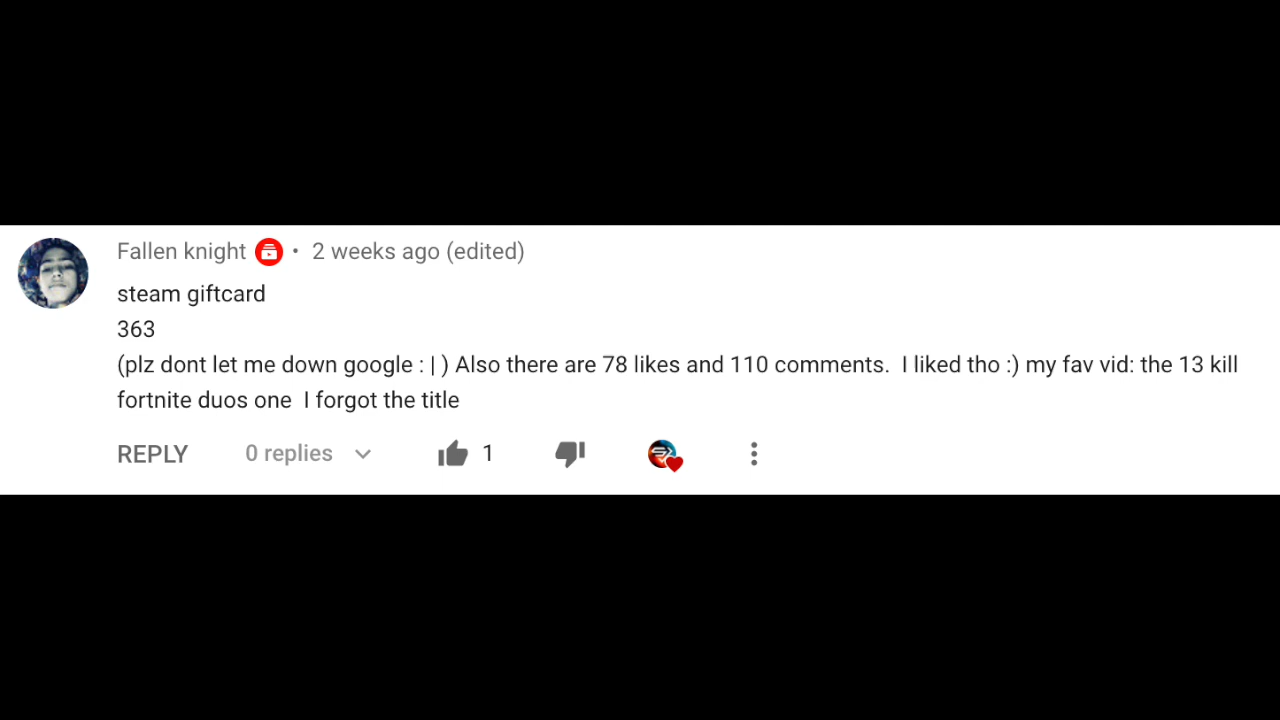 Fallen knight • 2 weeks ago (edited)
steam giftcard
363
(plz dont let me down google : | ) Also there are 78 likes and 110 comments.  I liked tho :) my fav vid: the 13 kill
fortnite duos one  I forgot the title
REPLY 0 replies 1